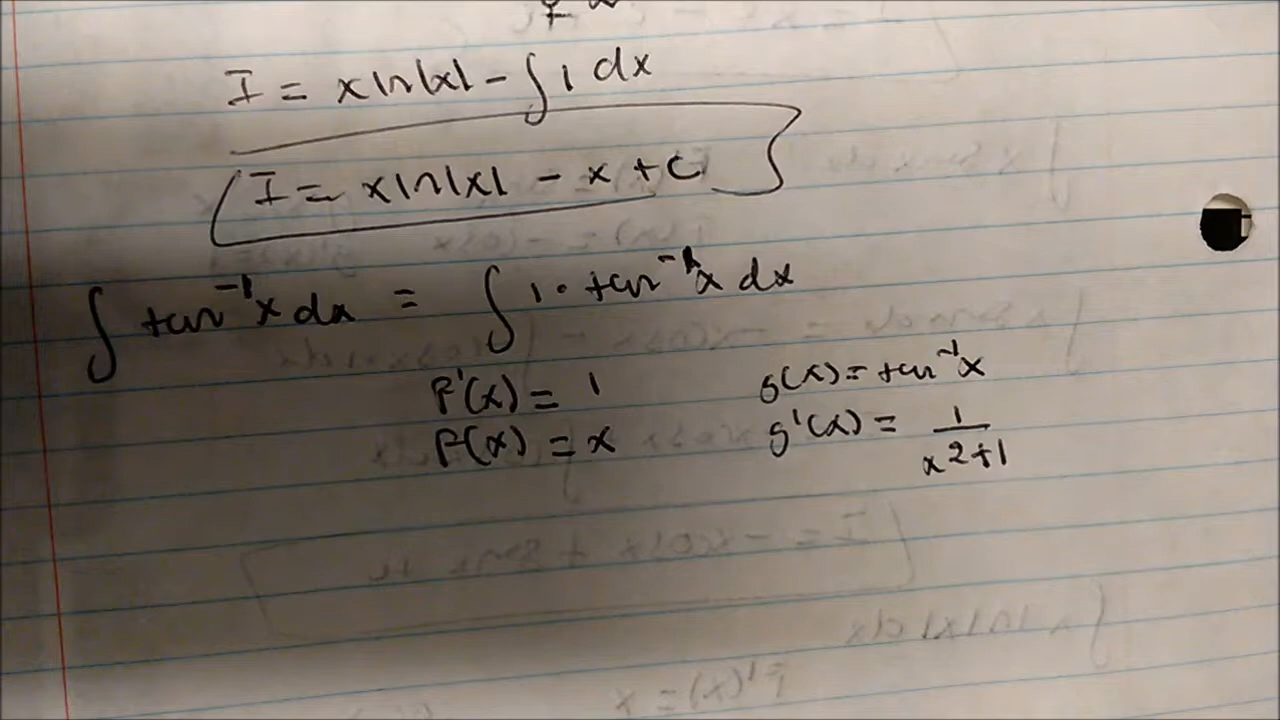 I = x ln|x| - ∫ 1 dx
I = x ln|x| - x + C
∫ tan⁻¹x dx = ∫ 1 · tan⁻¹x dx
F'(x) = 1 g(x) = tan⁻¹x
F(x) = x g'(x) = 1/(x²+1)